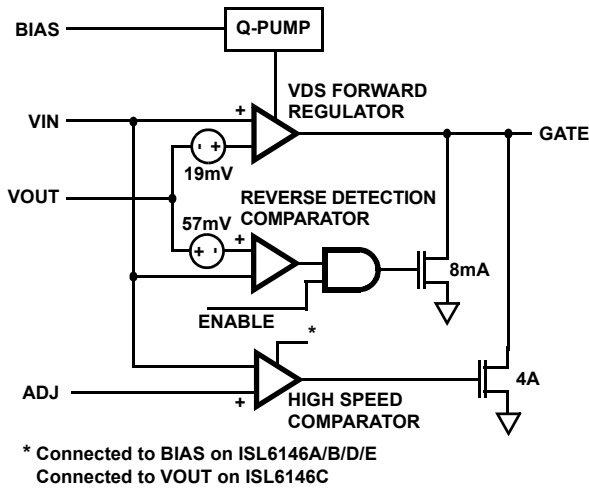 BIAS
Q-PUMP
VDS FORWARD
REGULATOR
+
VIN
GATE
- +
19mV
VOUT
REVERSE DETECTION
COMPARATOR
57mV
+
+ -
8mA
ENABLE
*
4A
ADJ
+
HIGH SPEED
COMPARATOR
* Connected to BIAS on ISL6146A/B/D/E
Connected to VOUT on ISL6146C